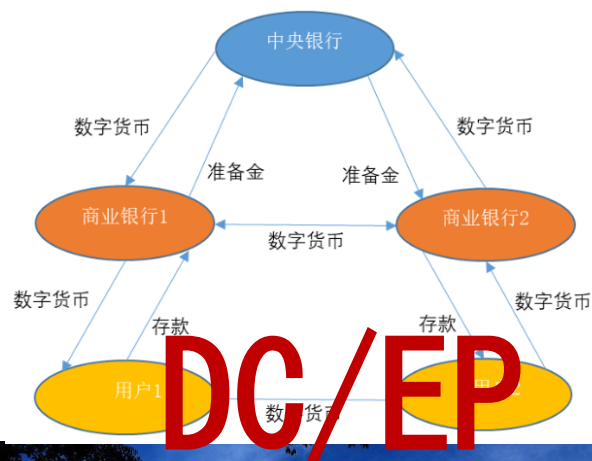 中央银行
数字货币
数字货币
准备金
准备金
商业银行1
商业银行2
数字货币
数字货币
数字货币
存款
存款
用户1
数字货币
DC/EP